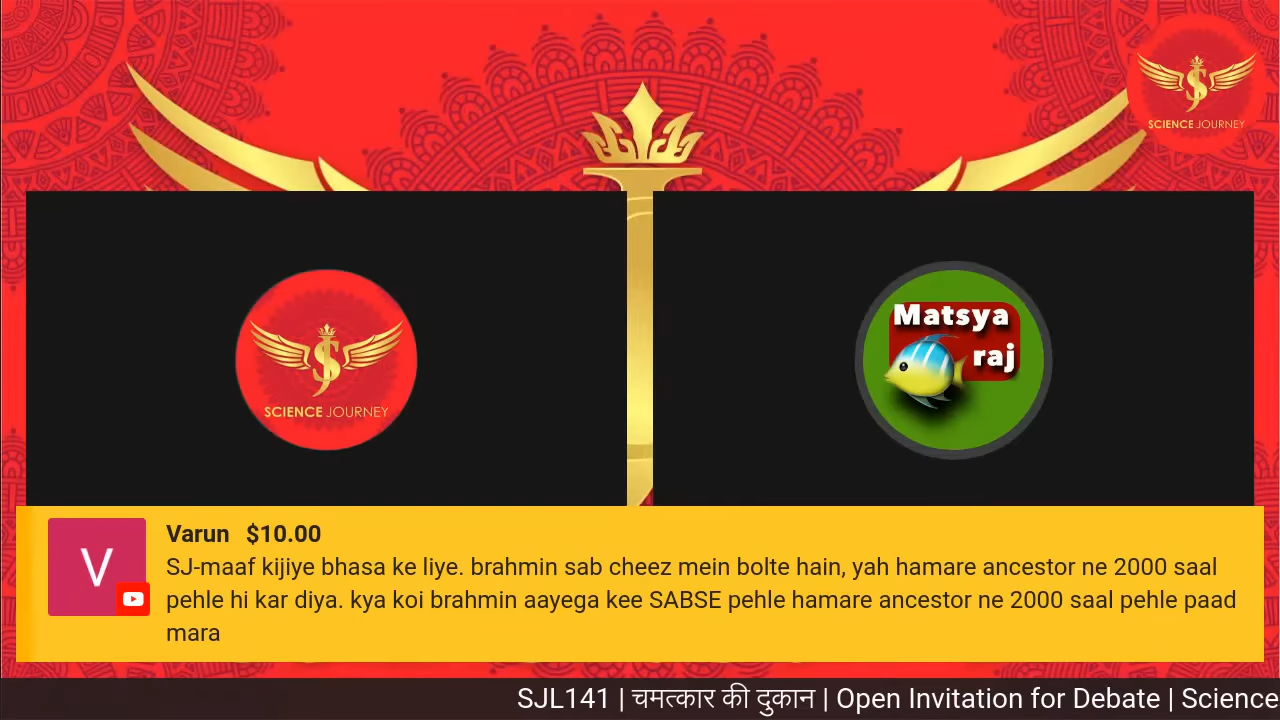 SCIENCE JOURNEY
SCIENCE JOURNEY
Matsya
raj
V
Varun $10.00
SJ-maaf kijiye bhasa ke liye. brahmin sab cheez mein bolte hain, yah hamare ancestor ne 2000 saal
pehle hi kar diya. kya koi brahmin aayega kee SABSE pehle hamare ancestor ne 2000 saal pehle paad
mara
SJL141 | चमत्कार की दुकान | Open Invitation for Debate | Science